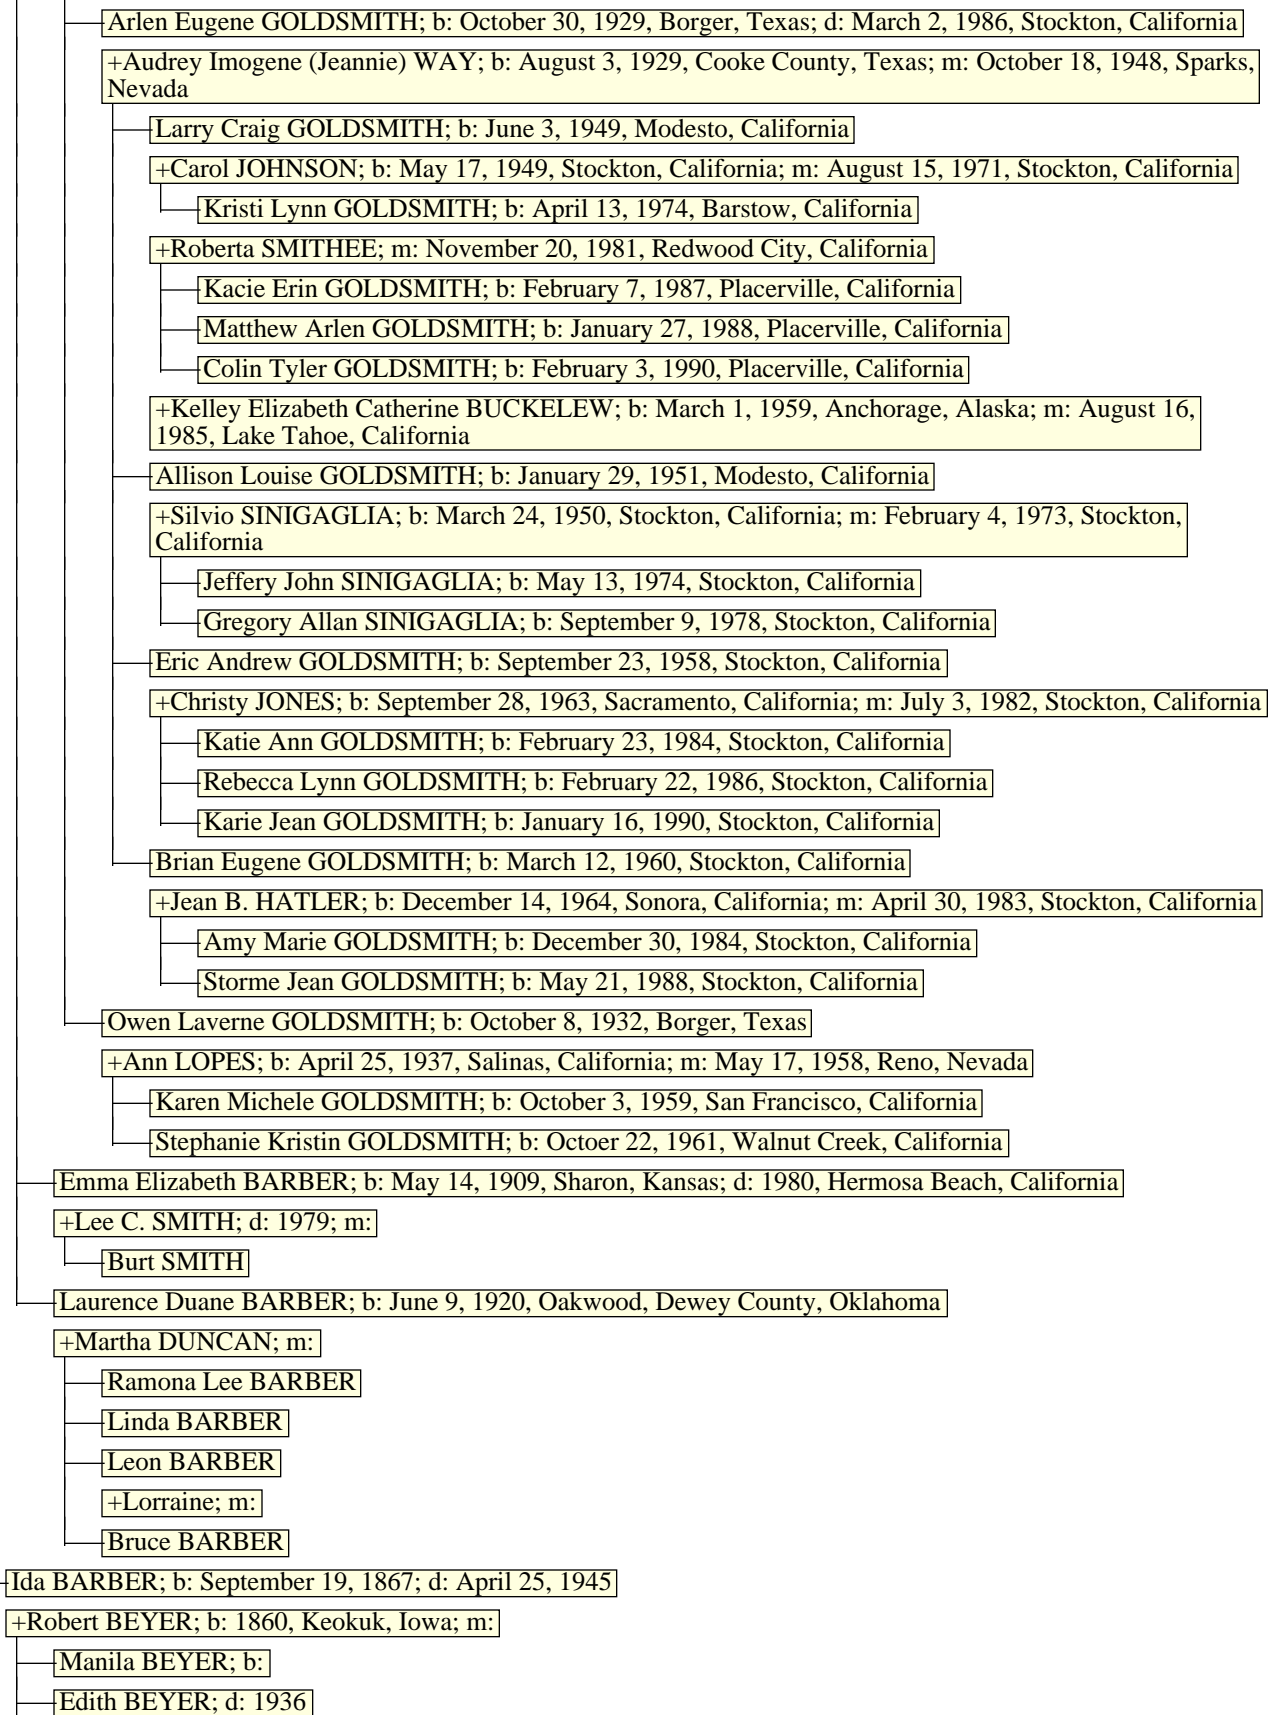 Arlen Eugene GOLDSMITH; b: October 30, 1929, Borger, Texas; d: March 2, 1986, Stockton, California
+Audrey Imogene (Jeannie) WAY; b: August 3, 1929, Cooke County, Texas; m: October 18, 1948, Sparks,
Nevada
Larry Craig GOLDSMITH; b: June 3, 1949, Modesto, California
+Carol JOHNSON; b: May 17, 1949, Stockton, California; m: August 15, 1971, Stockton, California
Kristi Lynn GOLDSMITH; b: April 13, 1974, Barstow, California
+Roberta SMITHEE; m: November 20, 1981, Redwood City, California
Kacie Erin GOLDSMITH; b: February 7, 1987, Placerville, California
Matthew Arlen GOLDSMITH; b: January 27, 1988, Placerville, California
Colin Tyler GOLDSMITH; b: February 3, 1990, Placerville, California
+Kelley Elizabeth Catherine BUCKELEW; b: March 1, 1959, Anchorage, Alaska; m: August 16,
1985, Lake Tahoe, California
Allison Louise GOLDSMITH; b: January 29, 1951, Modesto, California
+Silvio SINIGAGLIA; b: March 24, 1950, Stockton, California; m: February 4, 1973, Stockton,
California
Jeffery John SINIGAGLIA; b: May 13, 1974, Stockton, California
Gregory Allan SINIGAGLIA; b: September 9, 1978, Stockton, California
Eric Andrew GOLDSMITH; b: September 23, 1958, Stockton, California
+Christy JONES; b: September 28, 1963, Sacramento, California; m: July 3, 1982, Stockton, California
Katie Ann GOLDSMITH; b: February 23, 1984, Stockton, California
Rebecca Lynn GOLDSMITH; b: February 22, 1986, Stockton, California
Karie Jean GOLDSMITH; b: January 16, 1990, Stockton, California
Brian Eugene GOLDSMITH; b: March 12, 1960, Stockton, California
+Jean B. HATLER; b: December 14, 1964, Sonora, California; m: April 30, 1983, Stockton, California
Amy Marie GOLDSMITH; b: December 30, 1984, Stockton, California
Storme Jean GOLDSMITH; b: May 21, 1988, Stockton, California
Owen Laverne GOLDSMITH; b: October 8, 1932, Borger, Texas
+Ann LOPES; b: April 25, 1937, Salinas, California; m: May 17, 1958, Reno, Nevada
Karen Michele GOLDSMITH; b: October 3, 1959, San Francisco, California
Stephanie Kristin GOLDSMITH; b: Octoer 22, 1961, Walnut Creek, California
Emma Elizabeth BARBER; b: May 14, 1909, Sharon, Kansas; d: 1980, Hermosa Beach, California
+Lee C. SMITH; d: 1979; m:
Burt SMITH
Laurence Duane BARBER; b: June 9, 1920, Oakwood, Dewey County, Oklahoma
+Martha DUNCAN; m:
Ramona Lee BARBER
Linda BARBER
Leon BARBER
+Lorraine; m:
Bruce BARBER
Ida BARBER; b: September 19, 1867; d: April 25, 1945
+Robert BEYER; b: 1860, Keokuk, Iowa; m:
Manila BEYER; b:
Edith BEYER; d: 1936